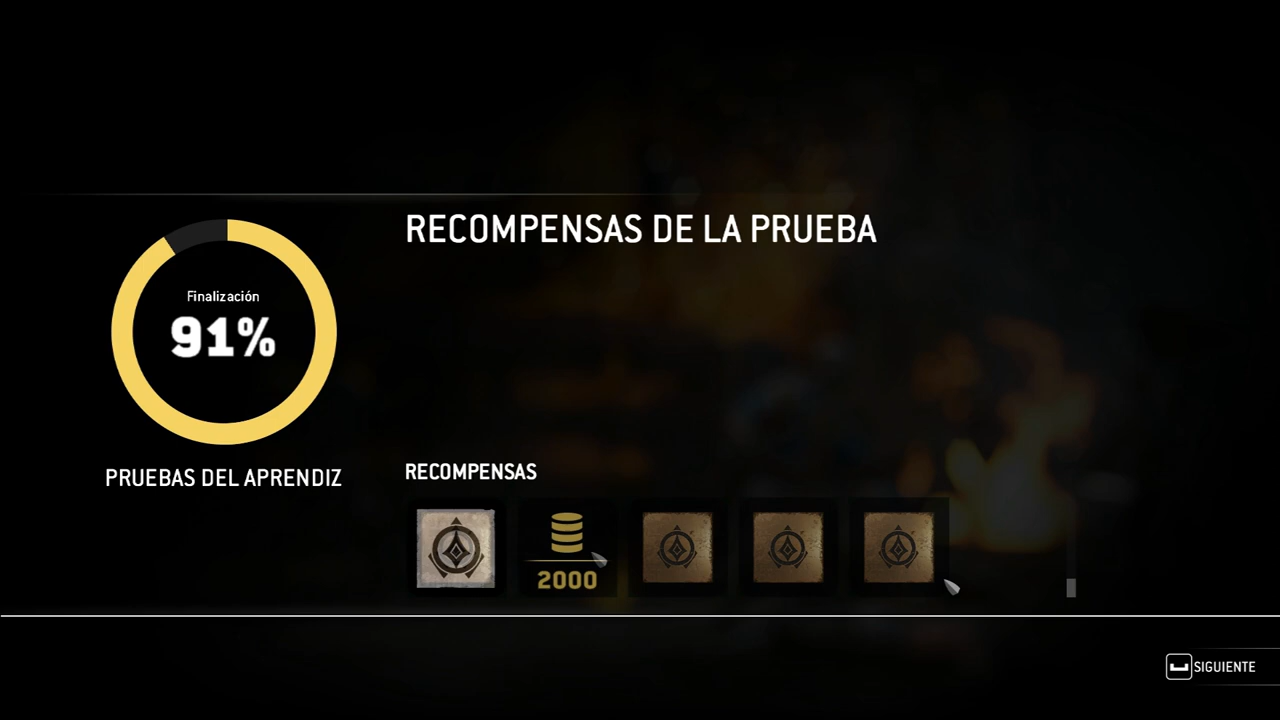 RECOMPENSAS DE LA PRUEBA
Finalización
91%
PRUEBAS DEL APRENDIZ
RECOMPENSAS
2000
SIGUIENTE